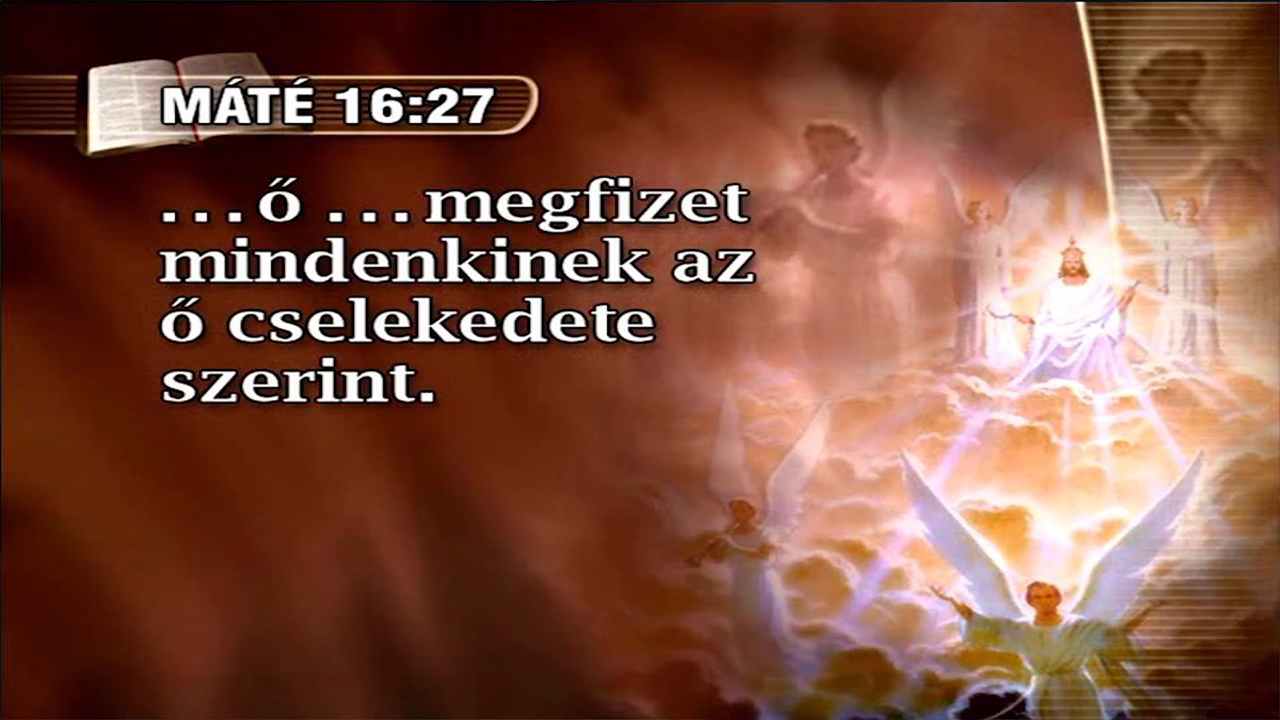 MÁTÉ 16:27
...ő ...megfizet
mindenkinek az
ő cselekedete
szerint.